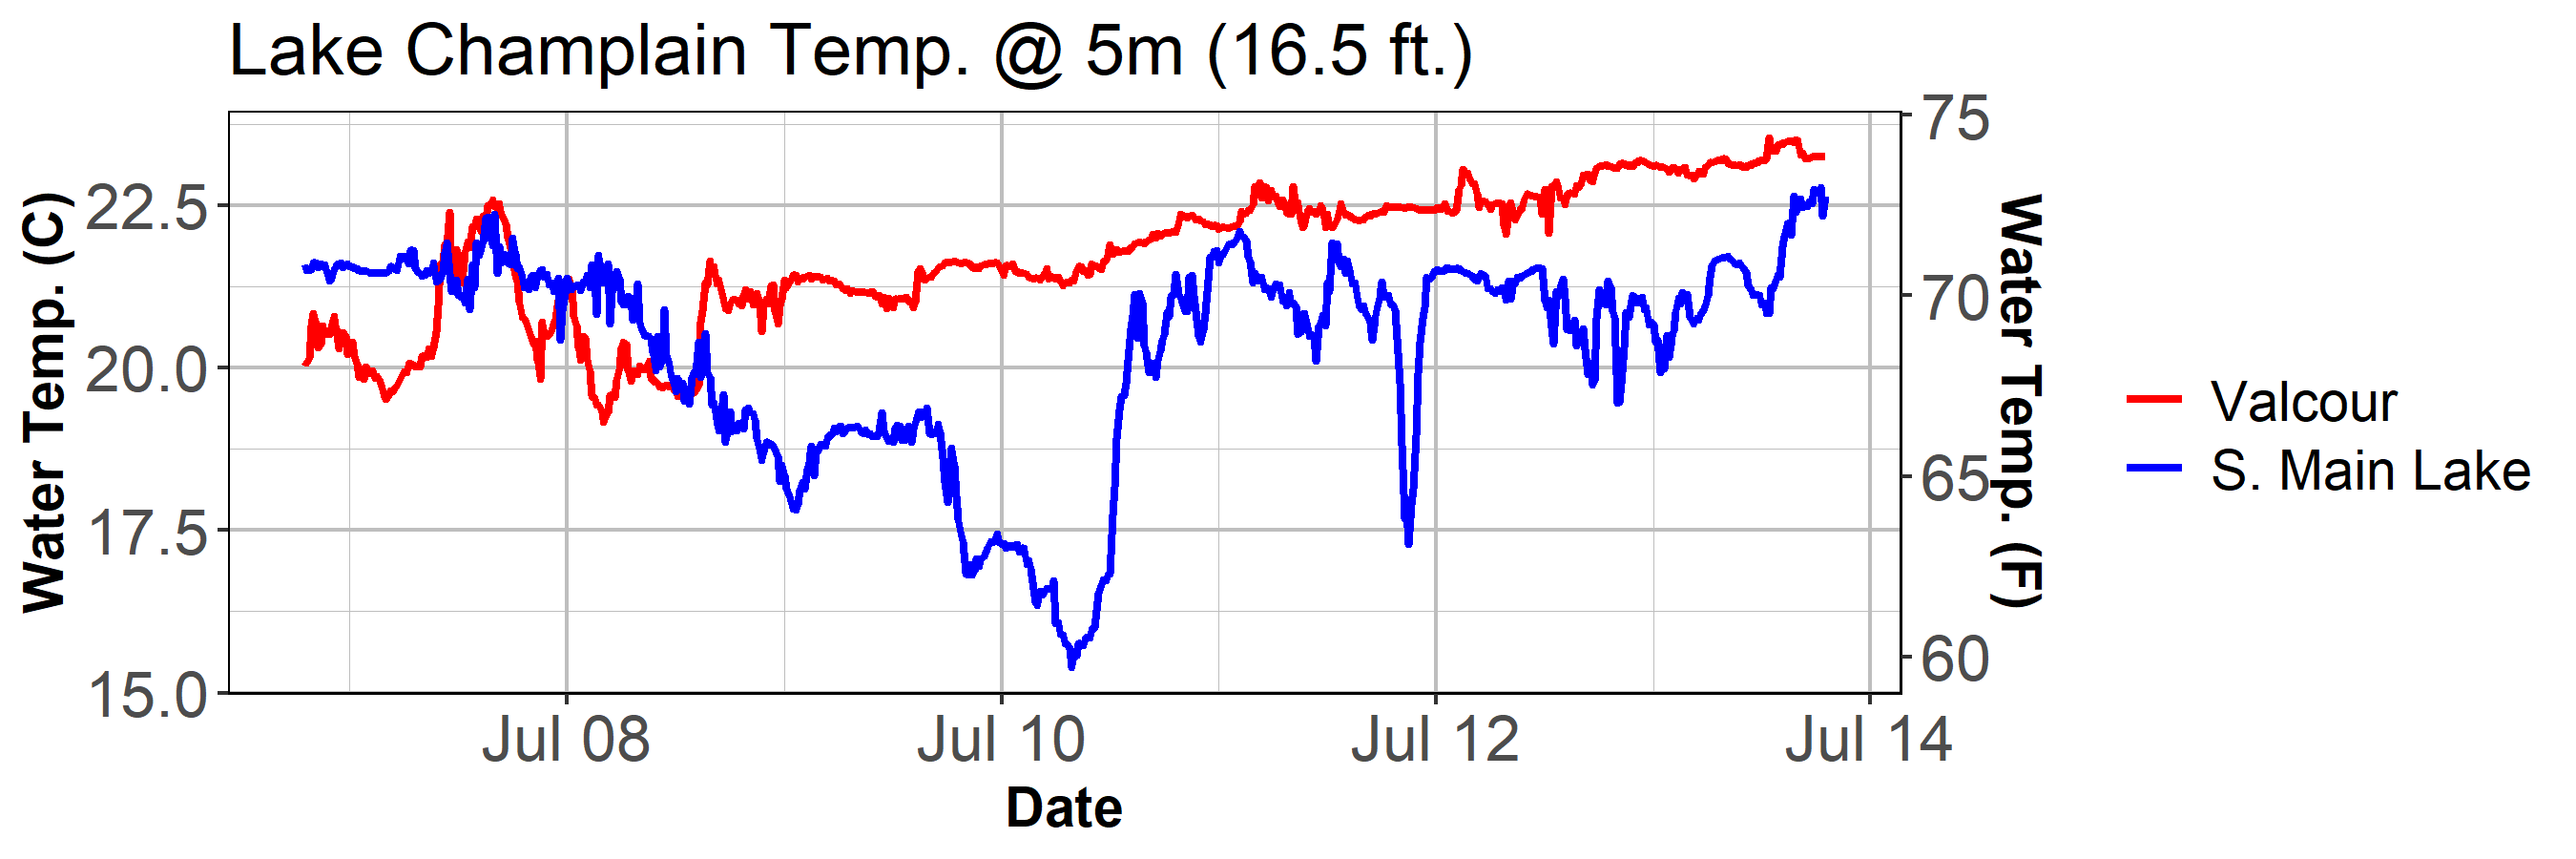 Lake Champlain Temp. @ 5m (16.5 ft.)
Water Temp. (C)
22.5
20.0
17.5
15.0
75
70
65
60
Water Temp. (F)
Jul 08
Jul 10
Jul 12
Jul 14
Date
Valcour
S. Main Lake